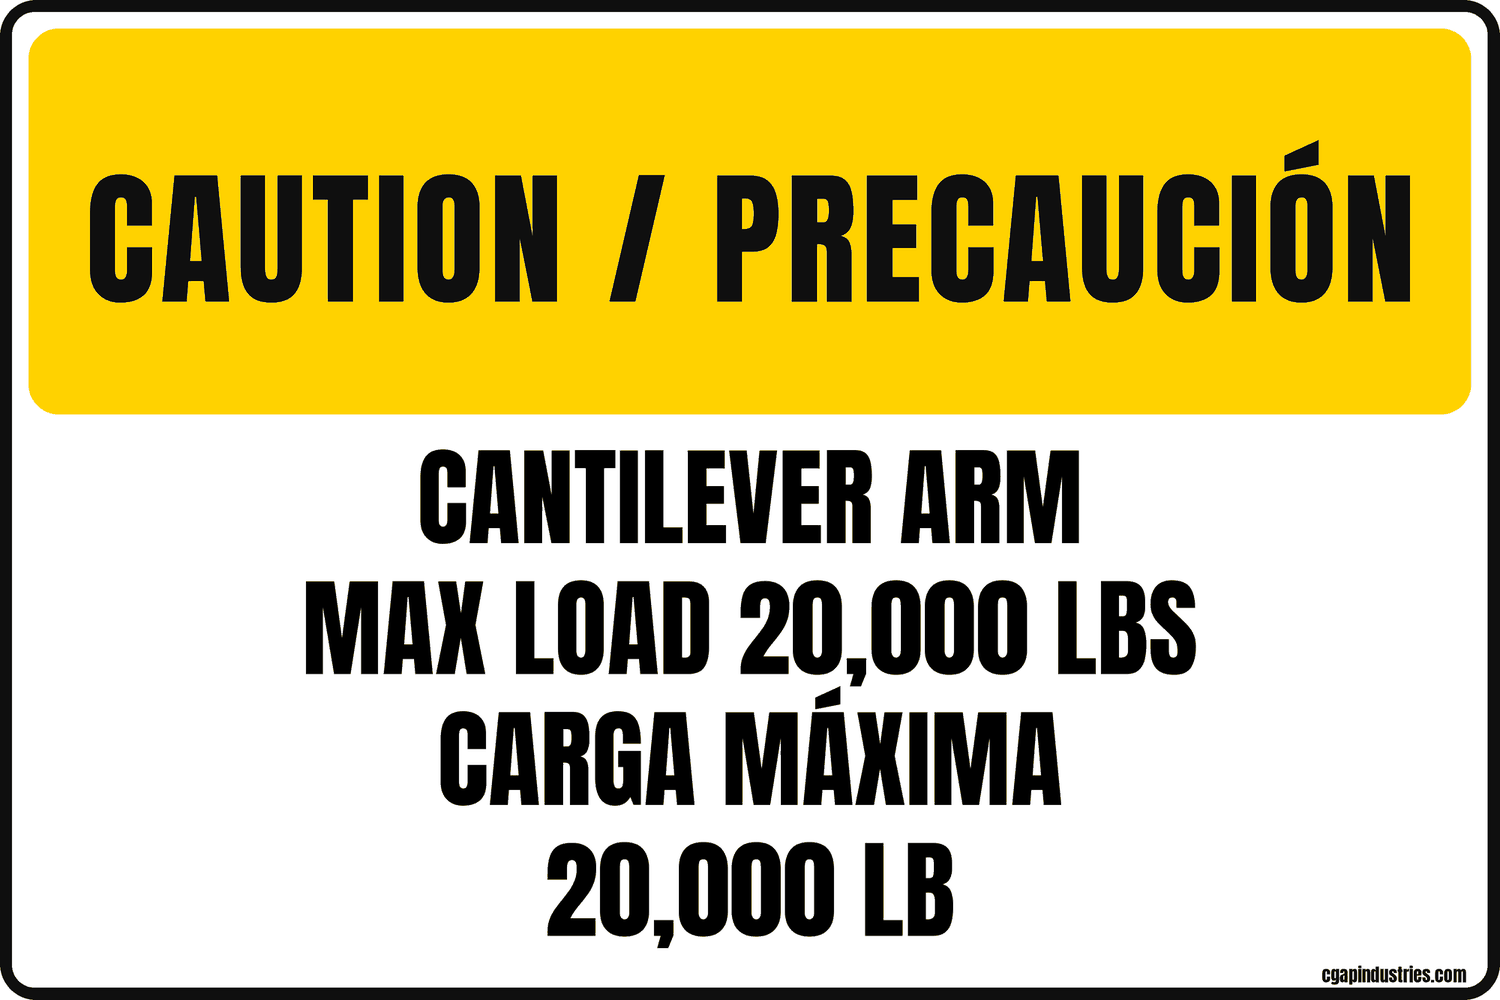 CAUTION / PRECAUCIÓN
CANTILEVER ARM
MAX LOAD 20,000 LBS
CARGA MÁXIMA
20,000 LB
cgapindustries.com